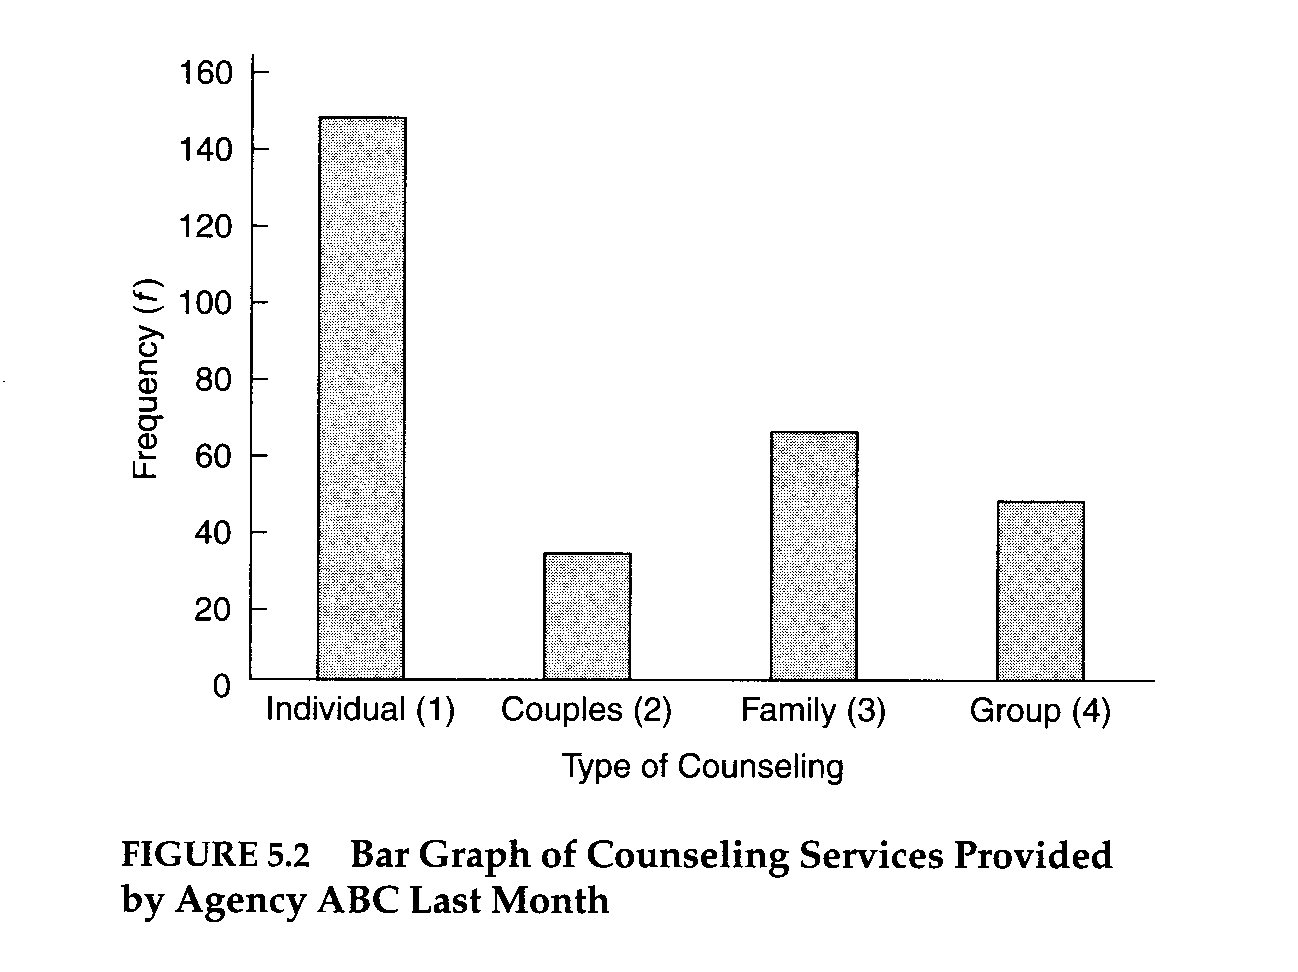 160
140
120
100
80
60
40
20
0
Frequency (f)
Individual (1) Couples (2) Family (3) Group (4)
Type of Counseling
FIGURE 5.2 Bar Graph of Counseling Services Provided
by Agency ABC Last Month